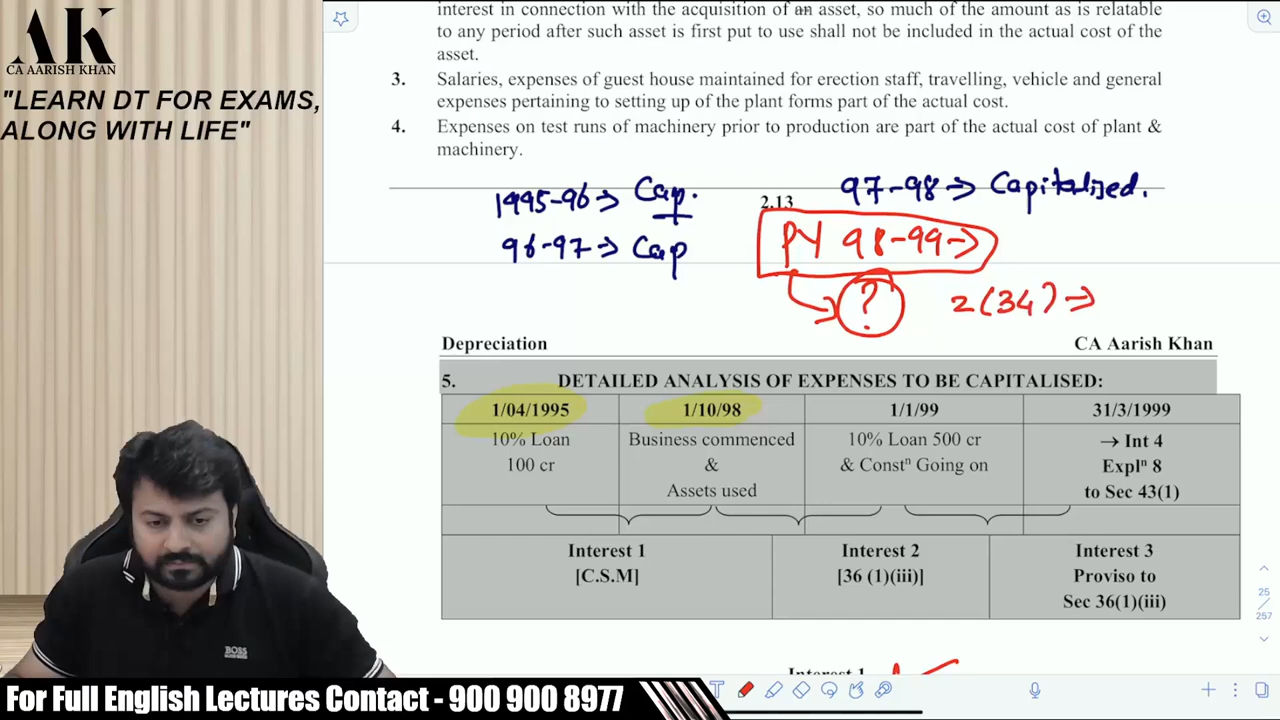 AK
CA AARISH KHAN
"LEARN DT FOR EXAMS,
ALONG WITH LIFE"
interest in connection with the acquisition of an asset, so much of the amount as is relatable
to any period after such asset is first put to use shall not be included in the actual cost of the
asset.
3. Salaries, expenses of guest house maintained for erection staff, travelling, vehicle and general
expenses pertaining to setting up of the plant forms part of the actual cost.
4. Expenses on test runs of machinery prior to production are part of the actual cost of plant &
machinery.
1995-96→ Cap.
2.13
97-98→ Capitalised.
96-97→ Cap
PY 98-99→
?
2(34)→
Depreciation
CA Aarish Khan
5. DETAILED ANALYSIS OF EXPENSES TO BE CAPITALISED:
1/04/1995
1/10/98
1/1/99
31/3/1999
10% Loan
100 cr
Business commenced
&
Assets used
10% Loan 500 cr
& Constⁿ Going on
→ Int 4
Explⁿ 8
to Sec 43(1)
Interest 1
[C.S.M]
Interest 2
[36 (1)(iii)]
Interest 3
Proviso to
Sec 36(1)(iii)
Interest 1
25
257
BOSS
For Full English Lectures Contact - 900 900 8977